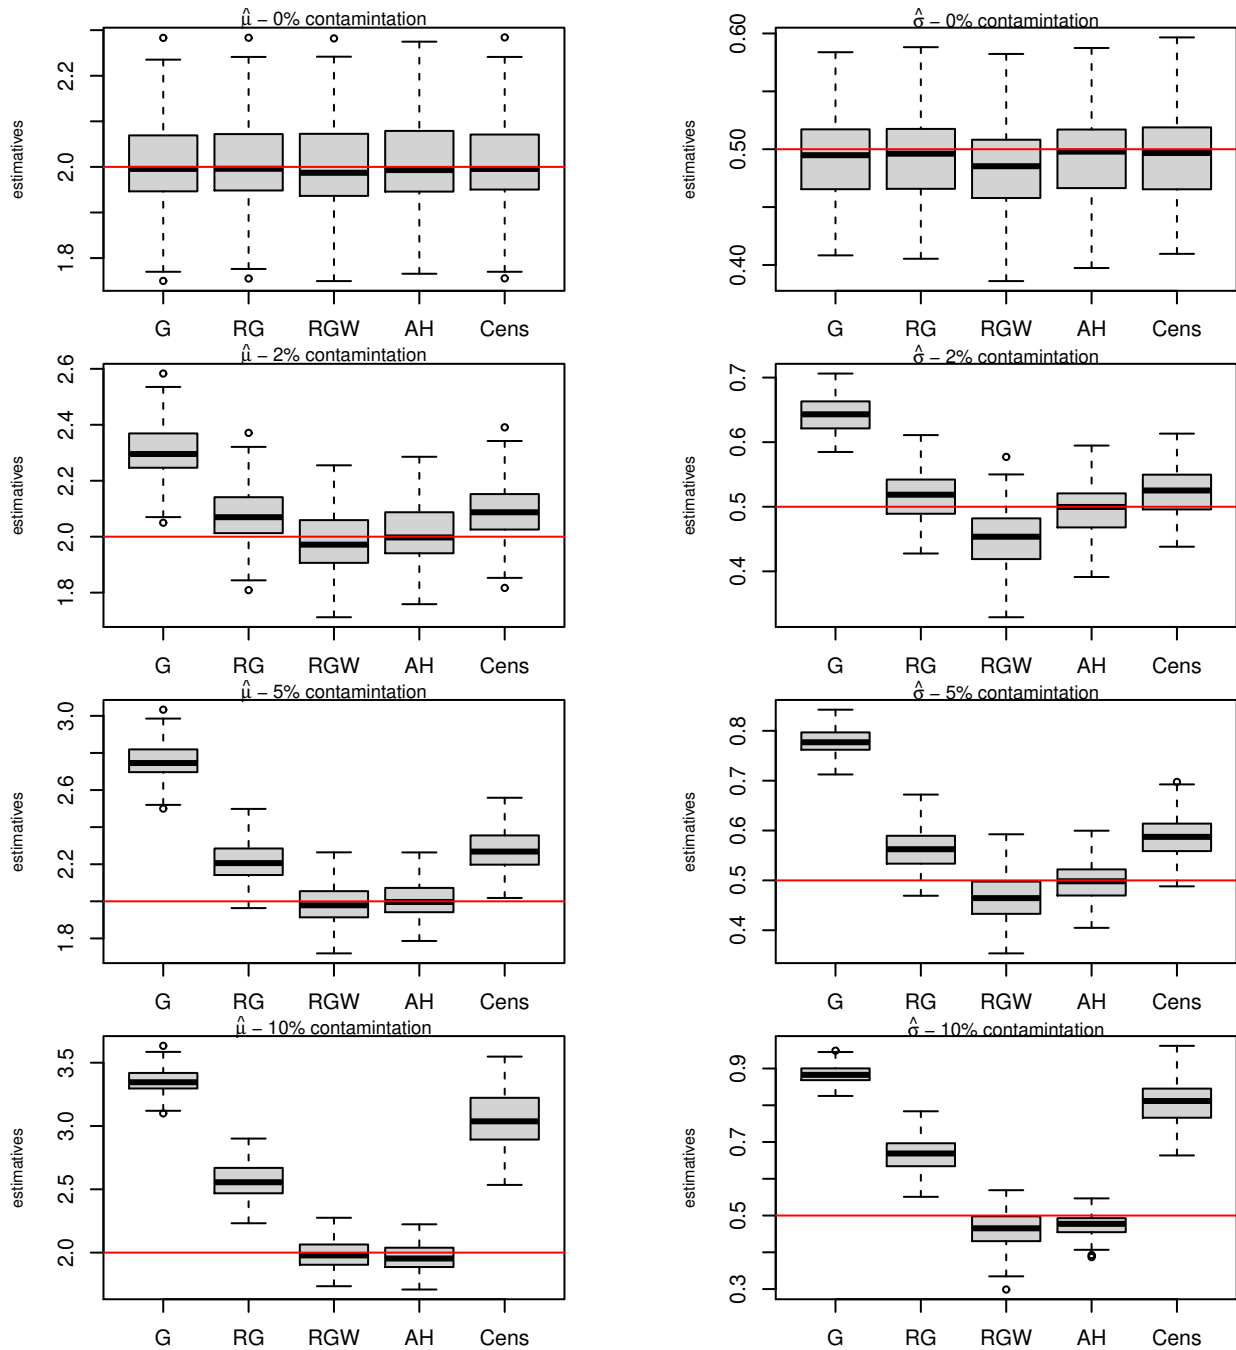 μ̂ − 0% contamintation
estimatives
2.2
2.0
1.8
G RG RGW AH Cens
σ̂ − 0% contamintation
estimatives
0.60
0.50
0.40
G RG RGW AH Cens
μ̂ − 2% contamintation
estimatives
2.6
2.4
2.2
2.0
1.8
G RG RGW AH Cens
σ̂ − 2% contamintation
estimatives
0.7
0.6
0.5
0.4
G RG RGW AH Cens
μ̂ − 5% contamintation
estimatives
3.0
2.6
2.2
1.8
G RG RGW AH Cens
σ̂ − 5% contamintation
estimatives
0.8
0.7
0.6
0.5
0.4
G RG RGW AH Cens
μ̂ − 10% contamintation
estimatives
3.5
3.0
2.5
2.0
G RG RGW AH Cens
σ̂ − 10% contamintation
estimatives
0.9
0.7
0.5
0.3
G RG RGW AH Cens